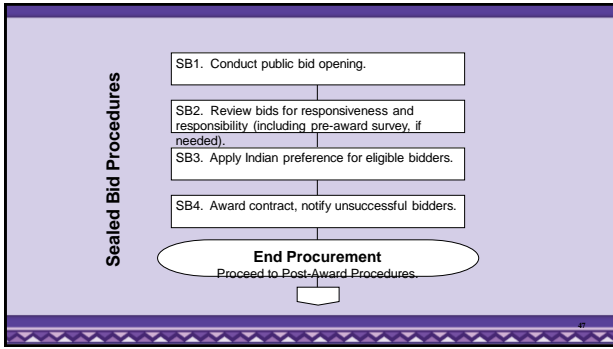 Sealed Bid Procedures
SB1. Conduct public bid opening.
SB2. Review bids for responsiveness and
responsibility (including pre-award survey, if
needed).
SB3. Apply Indian preference for eligible bidders.
SB4. Award contract, notify unsuccessful bidders.
End Procurement
Proceed to Post-Award Procedures.
47